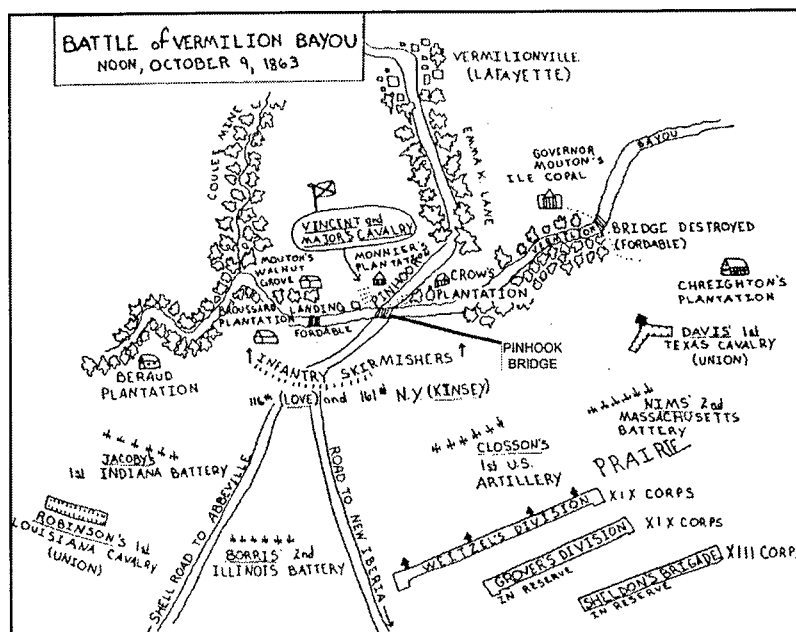 BATTLE of VERMILION BAYOU
NOON, OCTOBER 9, 1863
VERMILIONVILLE
(LAFAYETTE)
COULEE MINE
EMMA K. LANE
GOVERNOR
MOUTON'S
ILE COPAL
BAYOU
VERMILION
BRIDGE DESTROYED
(FORDABLE)
VINCENT and
MAJOR'S CAVALRY
MOUTON'S
WALNUT
GROVE
MONNIER'S
PLANTATION
PINHOOK
CROW'S
PLANTATION
CHREIGHTON'S
PLANTATION
BROUSSARD
PLANTATION
LANDING
FORDABLE
BERAUD
PLANTATION
PINHOOK
BRIDGE
DAVIS' 1st
TEXAS CAVALRY
(UNION)
INFANTRY SKIRMISHERS
116th (LOVE) and 161st N.Y (KINSEY)
NIMS' 2nd
MASSACHUSETTS
BATTERY
JACOBY'S
1st INDIANA BATTERY
CLOSSON'S
1st U.S.
ARTILLERY
PRAIRIE
ROBINSON'S 1st
LOUISIANA CAVALRY
(UNION)
SHELL ROAD TO ABBEVILLE
BORRIS' 2nd
ILLINOIS BATTERY
ROAD TO NEW IBERIA
WEITZEL'S DIVISION XIX CORPS
GROVER'S DIVISION XIX CORPS
IN RESERVE
SHELDON'S BRIGADE XIII CORPS
IN RESERVE